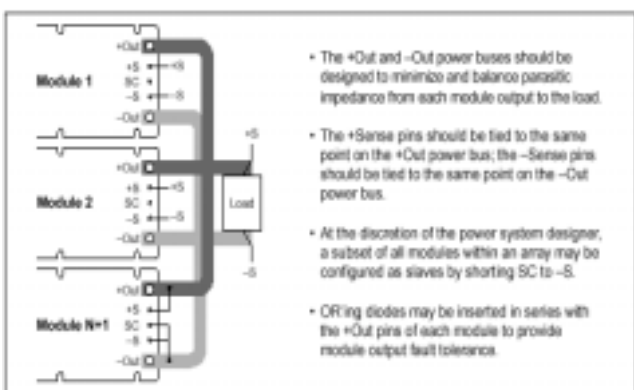 +Out
+S
+S
Module 1
SC
–S
–S
–Out
+S
+Out
+S
+S
Module 2
SC
Load
–S
–S
–Out
–S
+Out
+S
Module N+1
SC
–S
–Out
• The +Out and –Out power buses should be
designed to minimize and balance parasitic
impedance from each module output to the load.
• The +Sense pins should be tied to the same
point on the +Out power bus; the –Sense pins
should be tied to the same point on the –Out
power bus.
• At the discretion of the power system designer,
a subset of all modules within an array may be
configured as slaves by shorting SC to –S.
• OR'ing diodes may be inserted in series with
the +Out pins of each module to provide
module output fault tolerance.